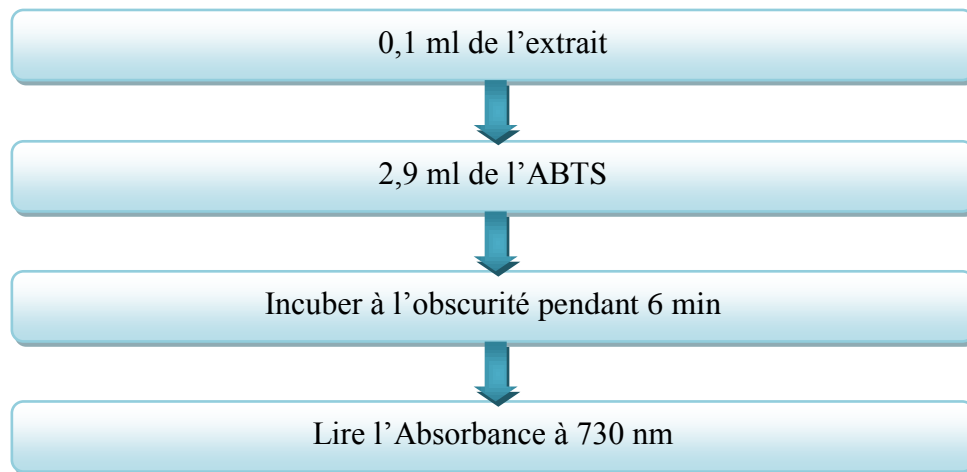 0,1 ml de l’extrait
2,9 ml de l’ABTS
Incuber à l’obscurité pendant 6 min
Lire l’Absorbance à 730 nm